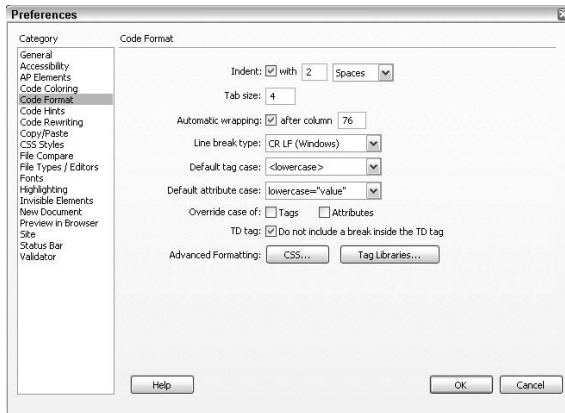 Preferences
Category
Code Format
General
Accessibility
AP Elements
Code Coloring
Code Format
Code Hints
Code Rewriting
Copy/Paste
CSS Styles
File Compare
File Types / Editors
Fonts
Highlighting
Invisible Elements
New Document
Preview in Browser
Site
Status Bar
Validator
Indent: with 2 Spaces
Tab size: 4
Automatic wrapping: after column 76
Line break type: CR LF (Windows)
Default tag case: <lowercase>
Default attribute case: lowercase="value"
Override case of: Tags Attributes
TD tag: Do not include a break inside the TD tag
Advanced Formatting: CSS... Tag Libraries...
Help OK Cancel